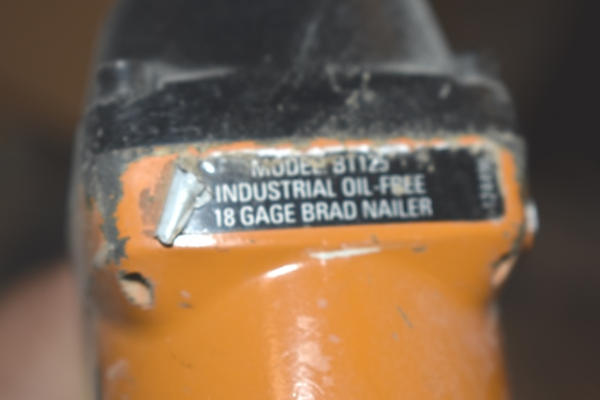 MODEL BT125
INDUSTRIAL OIL-FREE
18 GAGE BRAD NAILER